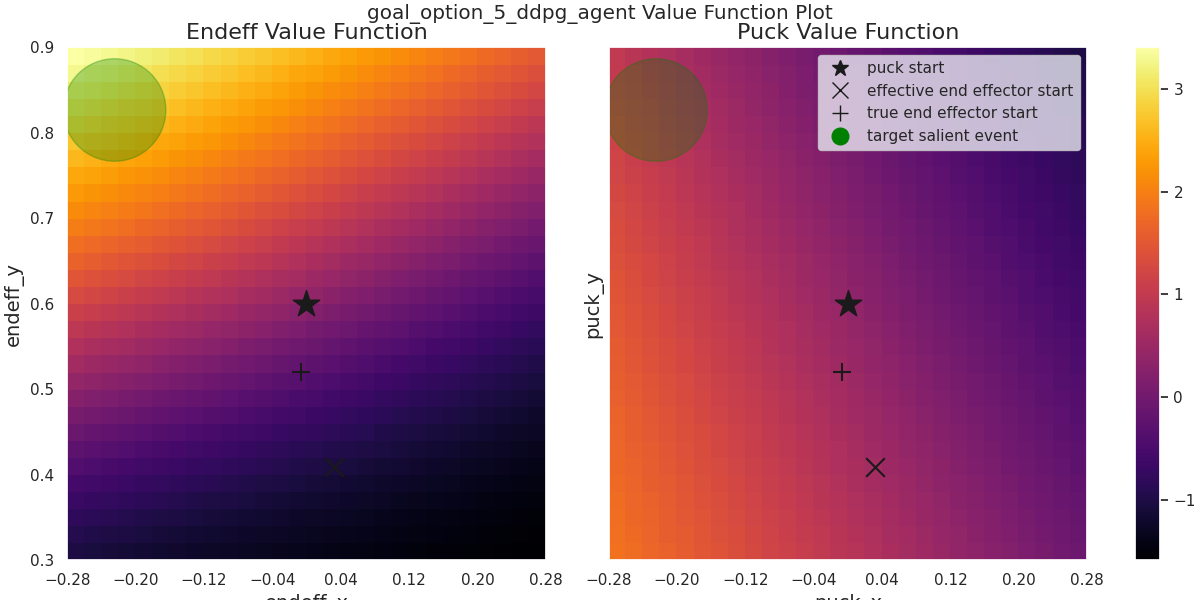 goal_option_5_ddpg_agent Value Function Plot
Endeff Value Function
Puck Value Function
puck start
effective end effector start
true end effector start
target salient event
endeff_y
0.9
0.8
0.7
0.6
0.5
0.4
0.3
−0.28 −0.20 −0.12 −0.04 0.04 0.12 0.20 0.28
endeff_x
puck_y
−0.28 −0.20 −0.12 −0.04 0.04 0.12 0.20 0.28
puck_x
3
2
1
0
−1